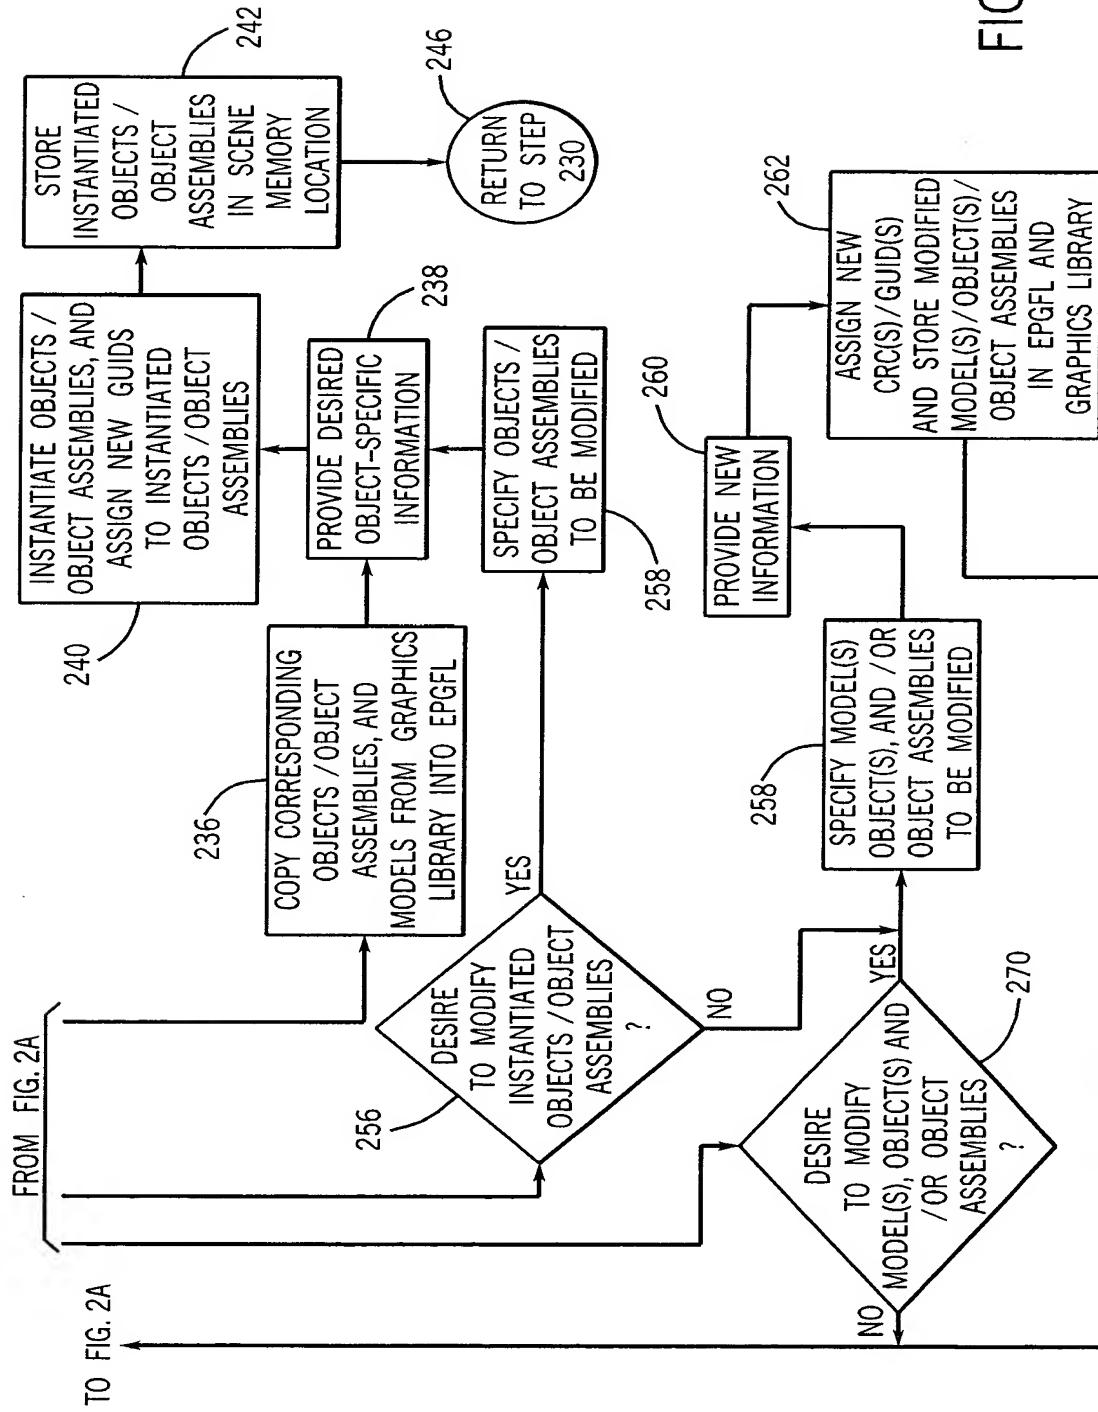 FROM FIG. 2A
TO FIG. 2A
236
COPY CORRESPONDING
OBJECTS / OBJECT
ASSEMBLIES, AND
MODELS FROM GRAPHICS
LIBRARY INTO EPGFL
238
PROVIDE DESIRED
OBJECT-SPECIFIC
INFORMATION
240
INSTANTIATE OBJECTS /
OBJECT ASSEMBLIES, AND
ASSIGN NEW GUIDS
TO INSTANTIATED
OBJECTS / OBJECT
ASSEMBLIES
242
STORE
INSTANTIATED
OBJECTS /
OBJECT
ASSEMBLIES
IN SCENE
MEMORY
LOCATION
246
RETURN
TO STEP
230
256
DESIRE
TO MODIFY
INSTANTIATED
OBJECTS / OBJECT
ASSEMBLIES
?
YES
NO
258
SPECIFY OBJECTS /
OBJECT ASSEMBLIES
TO BE MODIFIED
270
DESIRE
TO MODIFY
MODEL(S), OBJECT(S) AND
/OR OBJECT
ASSEMBLIES
?
NO
YES
258
SPECIFY MODEL(S)
OBJECT(S), AND /OR
OBJECT ASSEMBLIES
TO BE MODIFIED
260
PROVIDE NEW
INFORMATION
262
ASSIGN NEW
CRC(S)/GUID(S)
AND STORE MODIFIED
MODEL(S)/OBJECT(S)/
OBJECT ASSEMBLIES
IN EPGFL AND
GRAPHICS LIBRARY